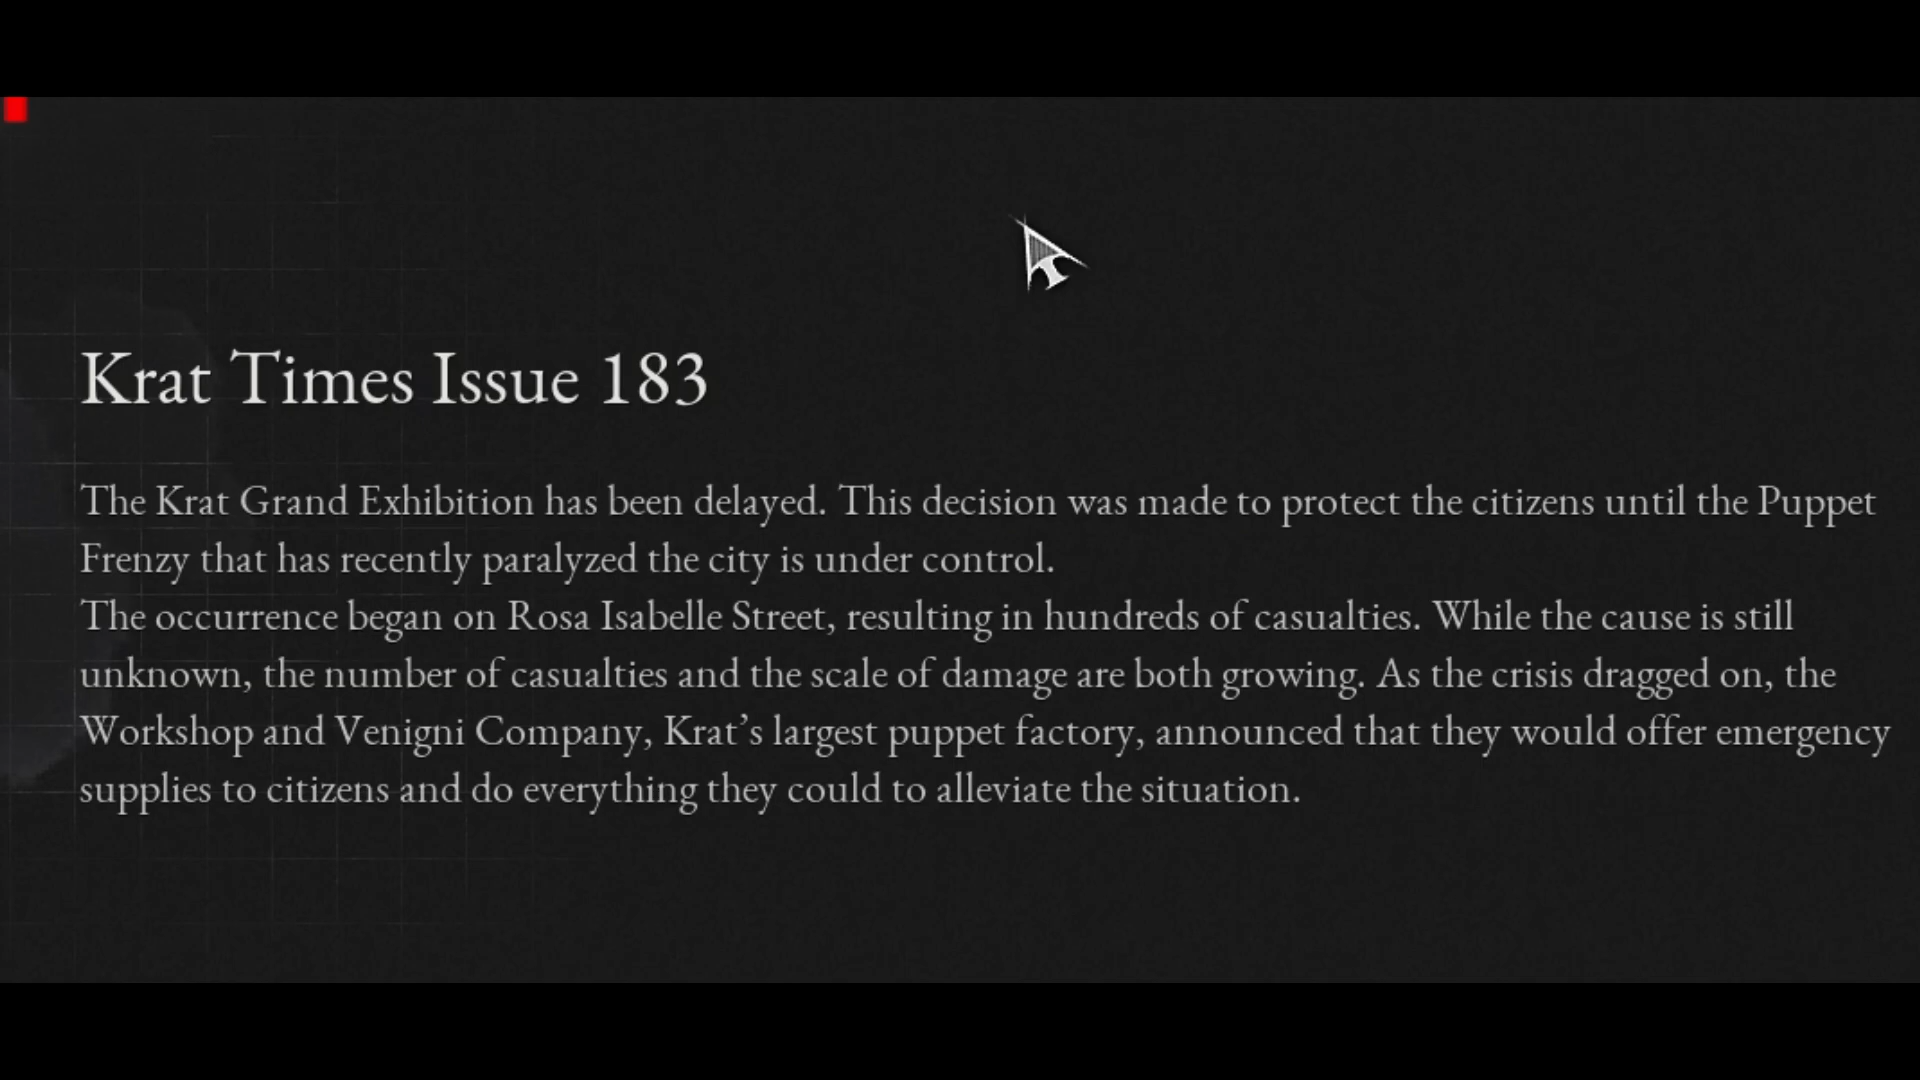 Krat Times Issue 183
The Krat Grand Exhibition has been delayed. This decision was made to protect the citizens until the Puppet
Frenzy that has recently paralyzed the city is under control.
The occurrence began on Rosa Isabelle Street, resulting in hundreds of casualties. While the cause is still
unknown, the number of casualties and the scale of damage are both growing. As the crisis dragged on, the
Workshop and Venigni Company, Krat’s largest puppet factory, announced that they would offer emergency
supplies to citizens and do everything they could to alleviate the situation.